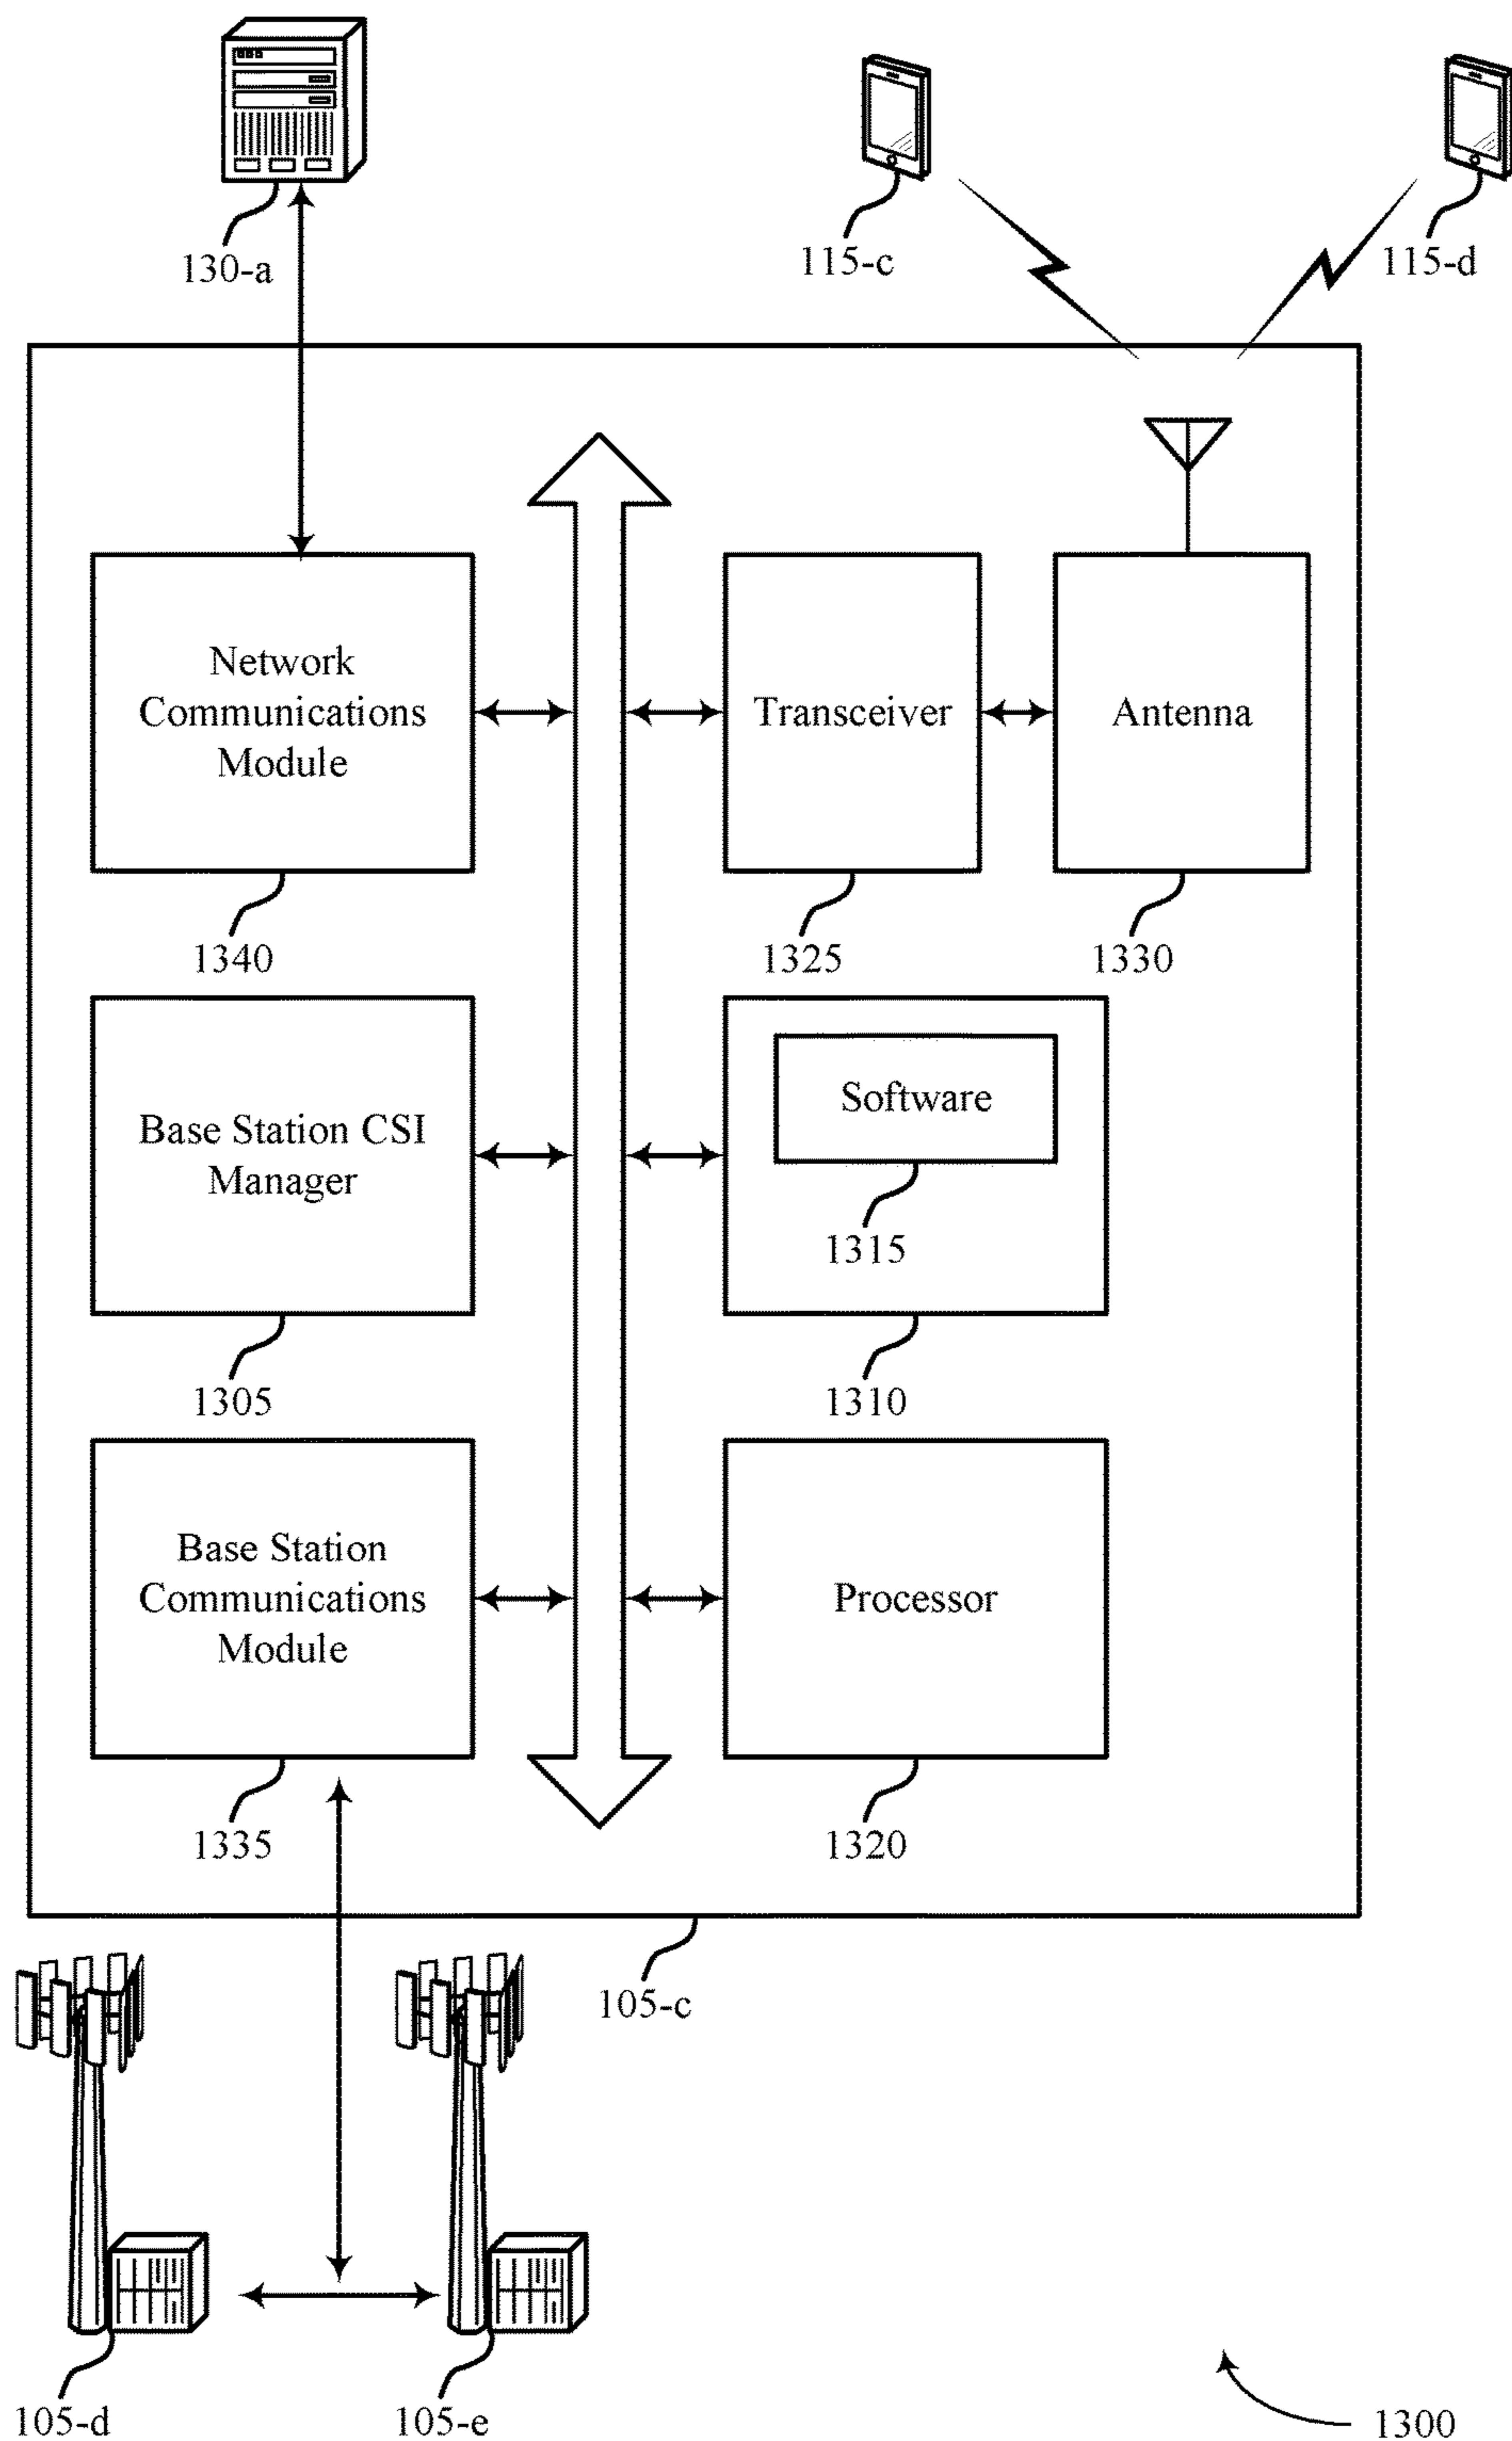 130-a
115-c
115-d
Network
Communications
Module
Transceiver
Antenna
1340
1325
1330
Base Station CSI
Manager
Software
1315
1305
1310
Base Station
Communications
Module
Processor
1335
1320
105-c
105-d
105-e
1300